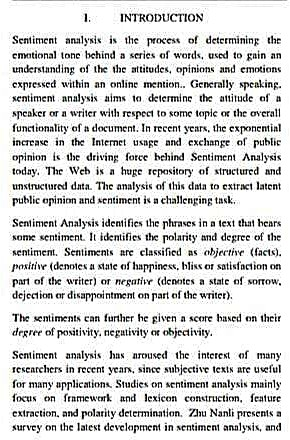 I. INTRODUCTION
Sentiment analysis is the process of determining the
emotional tone behind a series of words, used to gain an
understanding of the the attitudes, opinions and emotions
expressed within an online mention.. Generally speaking,
sentiment analysis aims to determine the attitude of a
speaker or a writer with respect to some topic or the overall
functionality of a document. In recent years, the exponential
increase in the Internet usage and exchange of public
opinion is the driving force behind Sentiment Analysis
today. The Web is a huge repository of structured and
unstructured data. The analysis of this data to extract latent
public opinion and sentiment is a challenging task.
Sentiment Analysis identifies the phrases in a text that bears
some sentiment. It identifies the polarity and degree of the
sentiment. Sentiments are classified as objective (facts),
positive (denotes a state of happiness, bliss or satisfaction on
part of the writer) or negative (denotes a state of sorrow,
dejection or disappointment on part of the writer).
The sentiments can further be given a score based on their
degree of positivity, negativity or objectivity.
Sentiment analysis has aroused the interest of many
researchers in recent years, since subjective texts are useful
for many applications. Studies on sentiment analysis mainly
focus on framework and lexicon construction, feature
extraction, and polarity determination. Zhu Nanli presents a
survey on the latest development in sentiment analysis, and